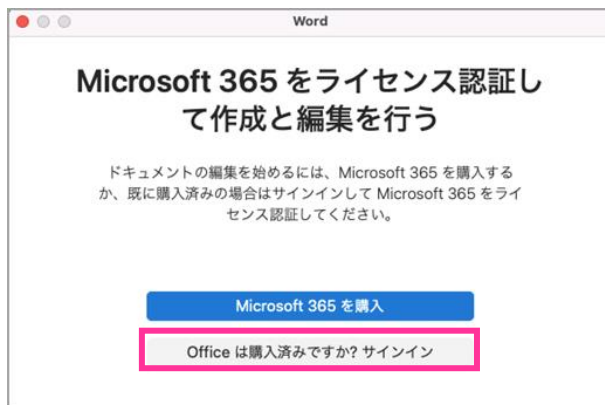 Word
Microsoft 365 をライセンス認証し
て作成と編集を行う
ドキュメントの編集を始めるには、Microsoft 365 を購入する
か、既に購入済みの場合はサインインして Microsoft 365 をライ
センス認証してください。
Microsoft 365 を購入
Office は購入済みですか? サインイン